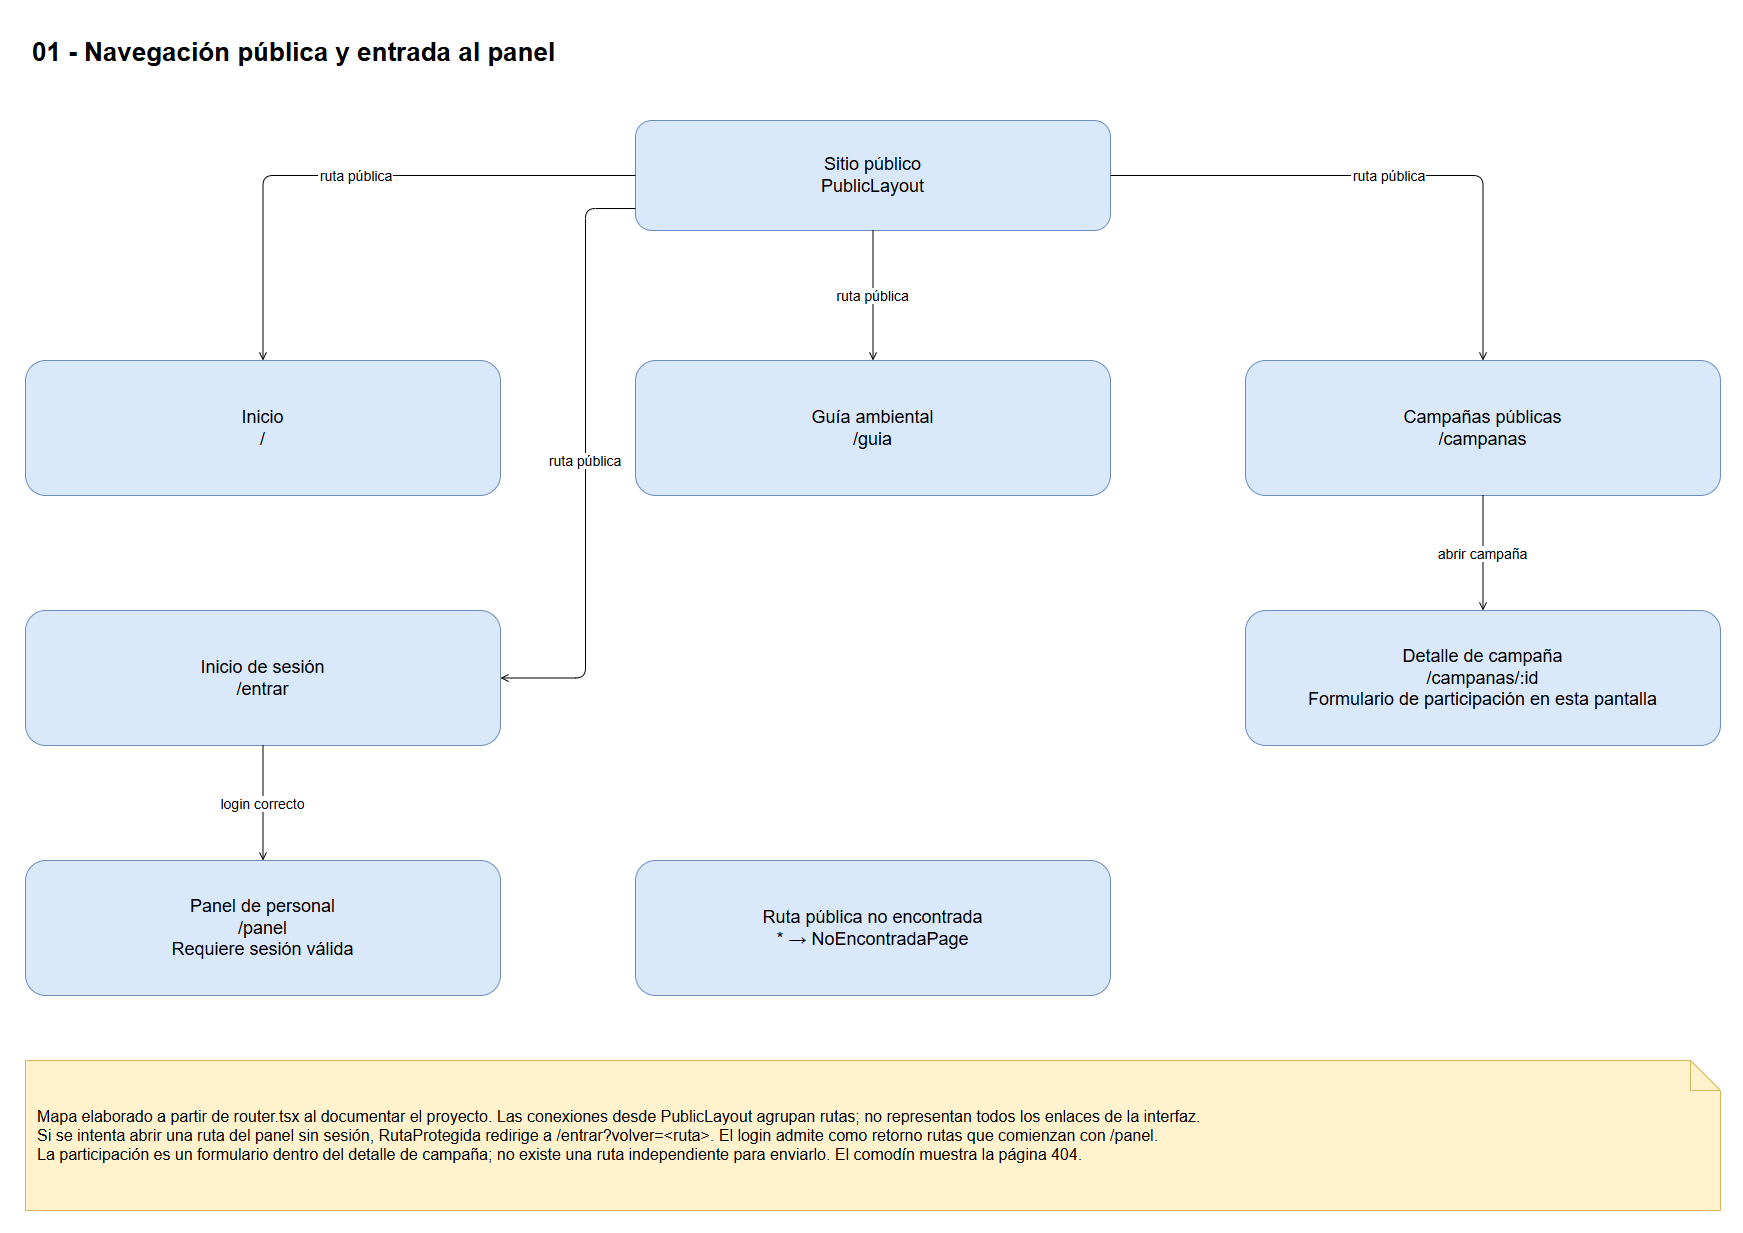 01 - Navegación pública y entrada al panel
Sitio público
PublicLayout
ruta pública
ruta pública
ruta pública
ruta pública
Inicio
/
Guía ambiental
/guia
Campañas públicas
/campanas
abrir campaña
Inicio de sesión
/entrar
Detalle de campaña
/campanas/:id
Formulario de participación en esta pantalla
login correcto
Panel de personal
/panel
Requiere sesión válida
Ruta pública no encontrada
* → NoEncontradaPage
Mapa elaborado a partir de router.tsx al documentar el proyecto. Las conexiones desde PublicLayout agrupan rutas; no representan todos los enlaces de la interfaz.
Si se intenta abrir una ruta del panel sin sesión, RutaProtegida redirige a /entrar?volver=<ruta>. El login admite como retorno rutas que comienzan con /panel.
La participación es un formulario dentro del detalle de campaña; no existe una ruta independiente para enviarlo. El comodín muestra la página 404.